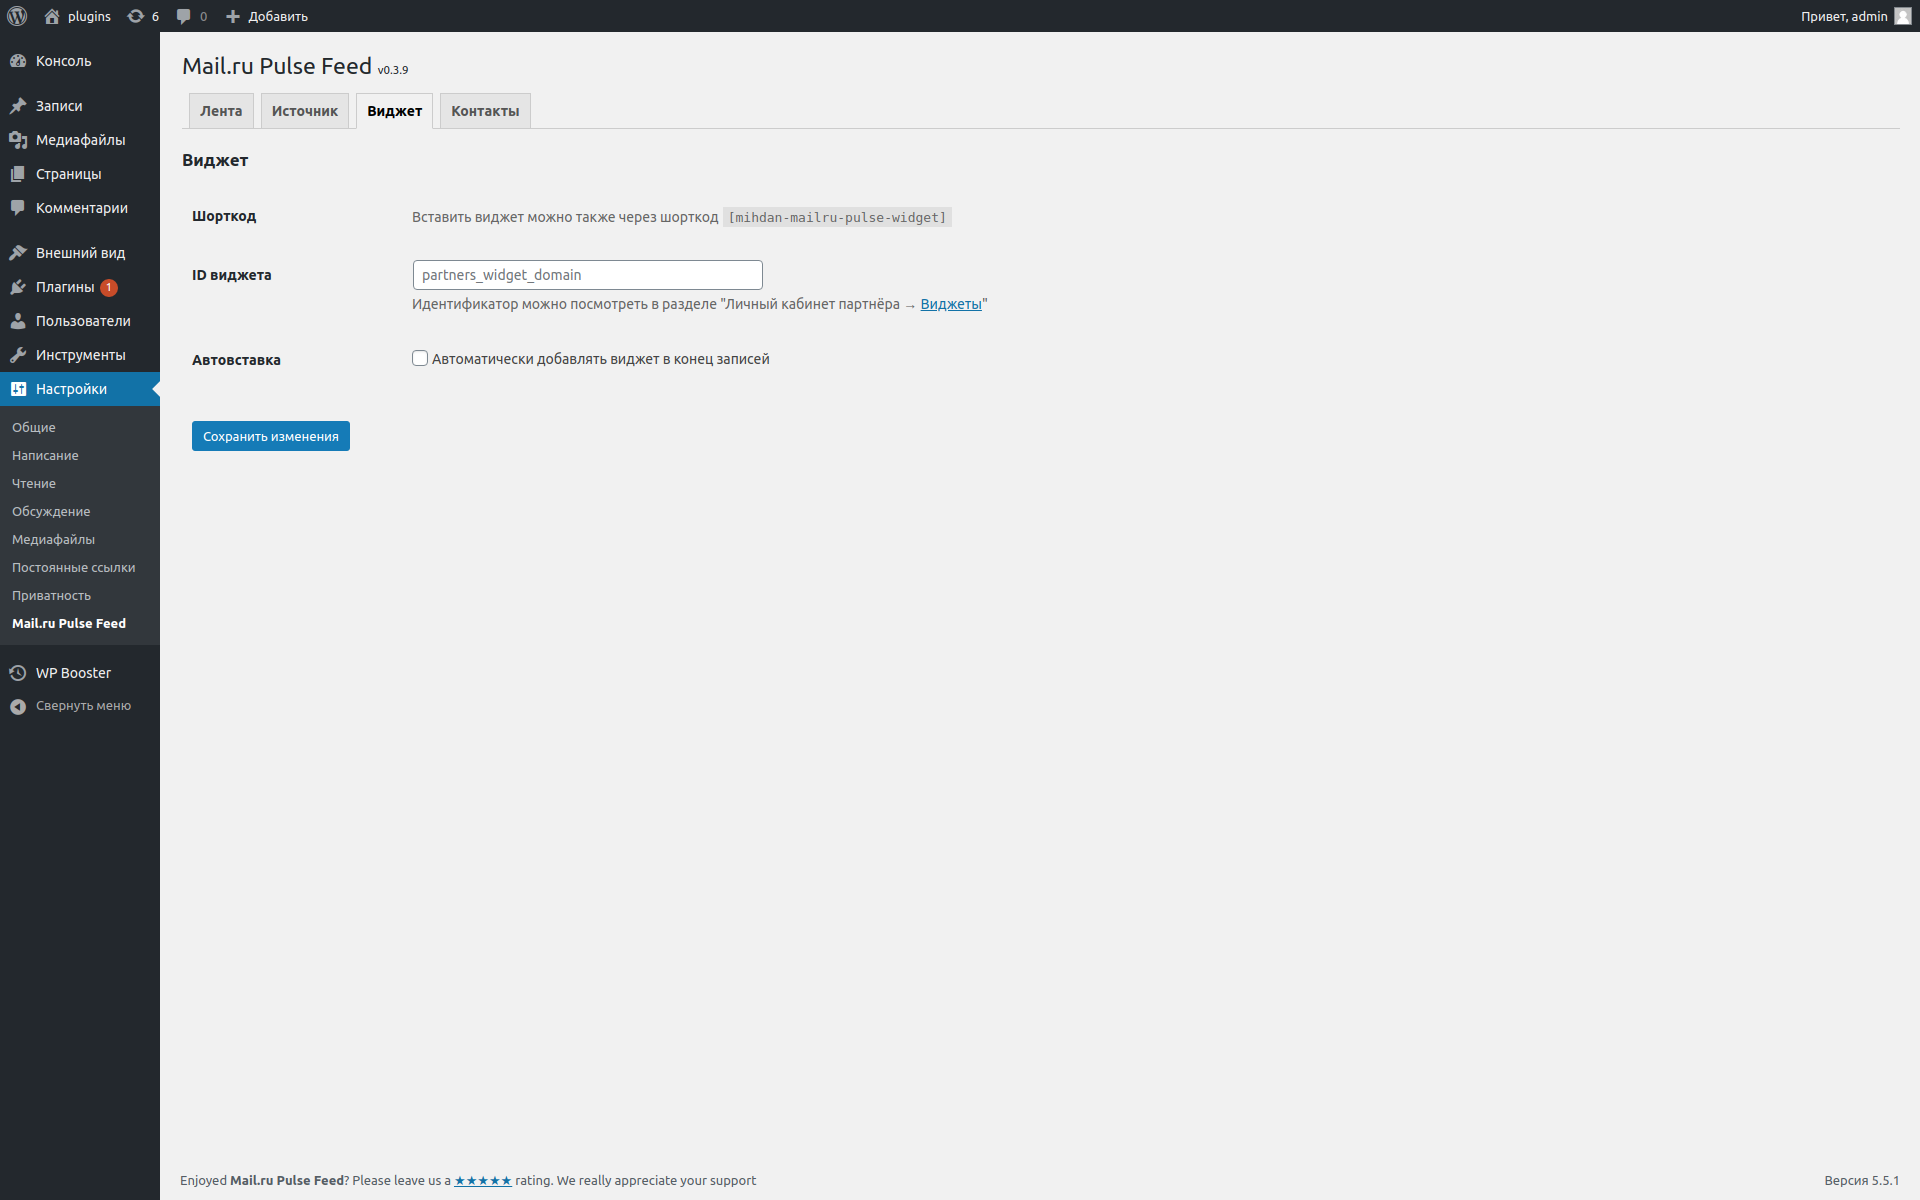 plugins 6 0 Добавить Привет, admin
Консоль
Записи
Медиафайлы
Страницы
Комментарии
Внешний вид
Плагины 1
Пользователи
Инструменты
Настройки
Общие
Написание
Чтение
Обсуждение
Медиафайлы
Постоянные ссылки
Приватность
Mail.ru Pulse Feed
WP Booster
Свернуть меню
Mail.ru Pulse Feed v0.3.9
Лента Источник Виджет Контакты
Виджет
Шорткод Вставить виджет можно также через шорткод [mihdan-mailru-pulse-widget]
ID виджета partners_widget_domain
Идентификатор можно посмотреть в разделе "Личный кабинет партнёра → Виджеты"
Автовставка Автоматически добавлять виджет в конец записей
Сохранить изменения
Enjoyed Mail.ru Pulse Feed? Please leave us a ★★★★★ rating. We really appreciate your support Версия 5.5.1